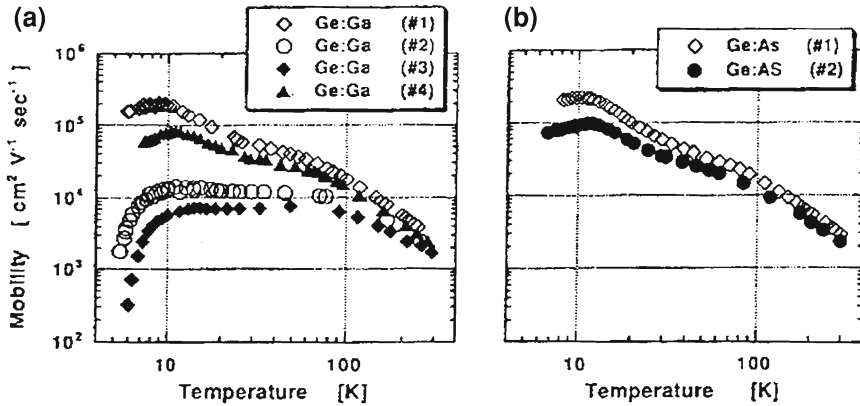 (a)
Ge:Ga (#1)
Ge:Ga (#2)
Ge:Ga (#3)
Ge:Ga (#4)
10⁶
10⁵
10⁴
10³
10²
Mobility [ cm² V⁻¹ sec⁻¹ ]
10
100
Temperature [K]
(b)
Ge:As (#1)
Ge:AS (#2)
10
100
Temperature [K]